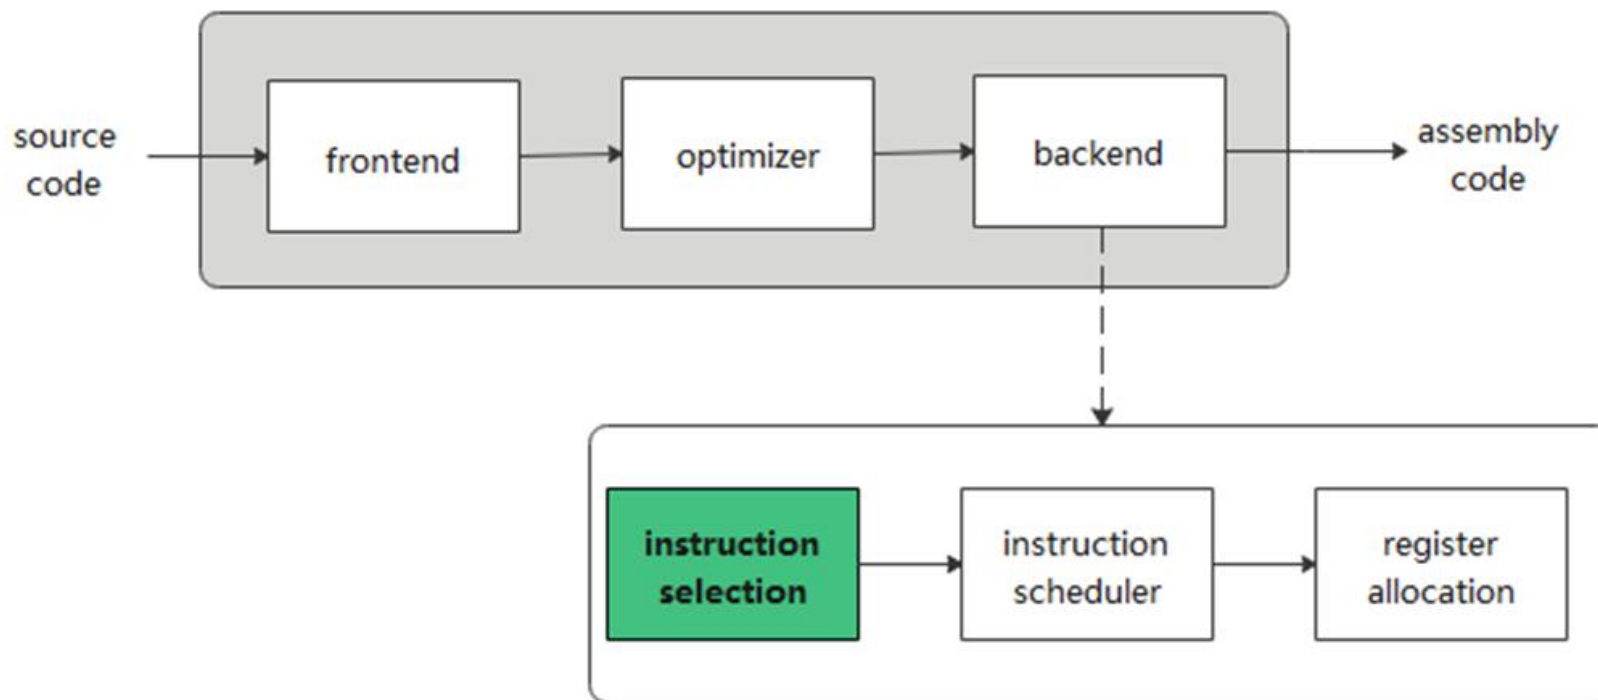 source
code
frontend
optimizer
backend
assembly
code
instruction
selection
instruction
scheduler
register
allocation